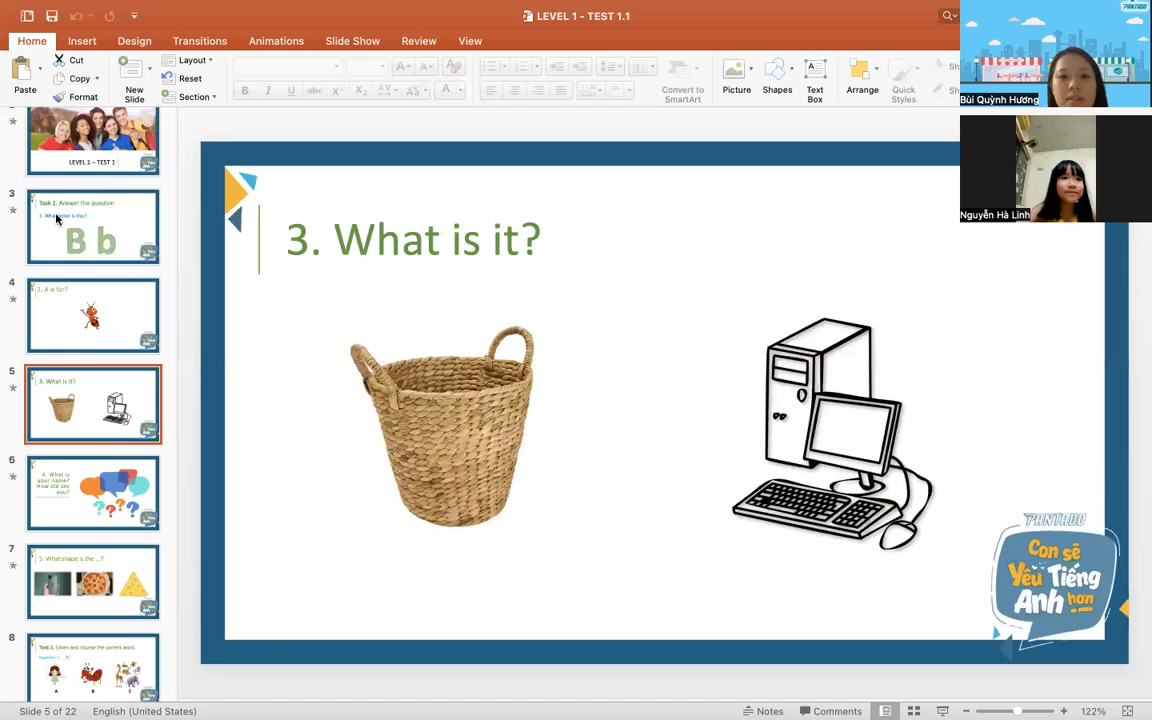 LEVEL 1 - TEST 1.1
Home Insert Design Transitions Animations Slide Show Review View
Paste
Cut
Copy
Format
New Slide
Layout
Reset
Section
B I U abc
Convert to SmartArt
Picture
Shapes
Text Box
Arrange
Quick Styles
PANTADO
Bùi Quỳnh Hương
Nguyễn Hà Linh
LEVEL 1 – TEST 1
3
Task 1. Answer the question
B b
4
2. A is for?
5
3. What is it?
6
4. What is your name? How old are you?
7
5. What shape is the ...?
8
Task 2. Listen and choose the correct word.
A B C
3. What is it?
PANTADO
Con sẽ
Yêu Tiếng
Anh hơn
Slide 5 of 22
English (United States)
Notes
Comments
122%